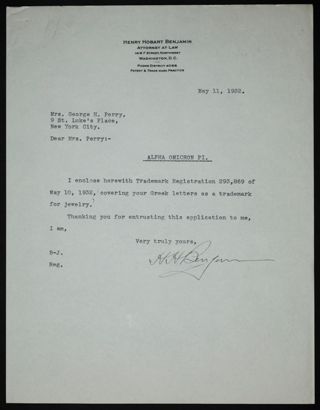 HENRY HOBART BENJAMIN
ATTORNEY AT LAW
WASHINGTON, D.C.
PATENT & TRADE MARK PRACTICE
May 11, 1932.
Mrs. George H. Perry,
9 St. Luke's Place,
New York City.
Dear Mrs. Perry:-
ALPHA OMICRON PI.
I enclose herewith Trademark Registration 293,869 of
May 10, 1932, covering your Greek letters as a trademark
for jewelry.
Thanking you for entrusting this application to me,
I am,
Very truly yours,
B-J.
HHBenjamin
Reg.